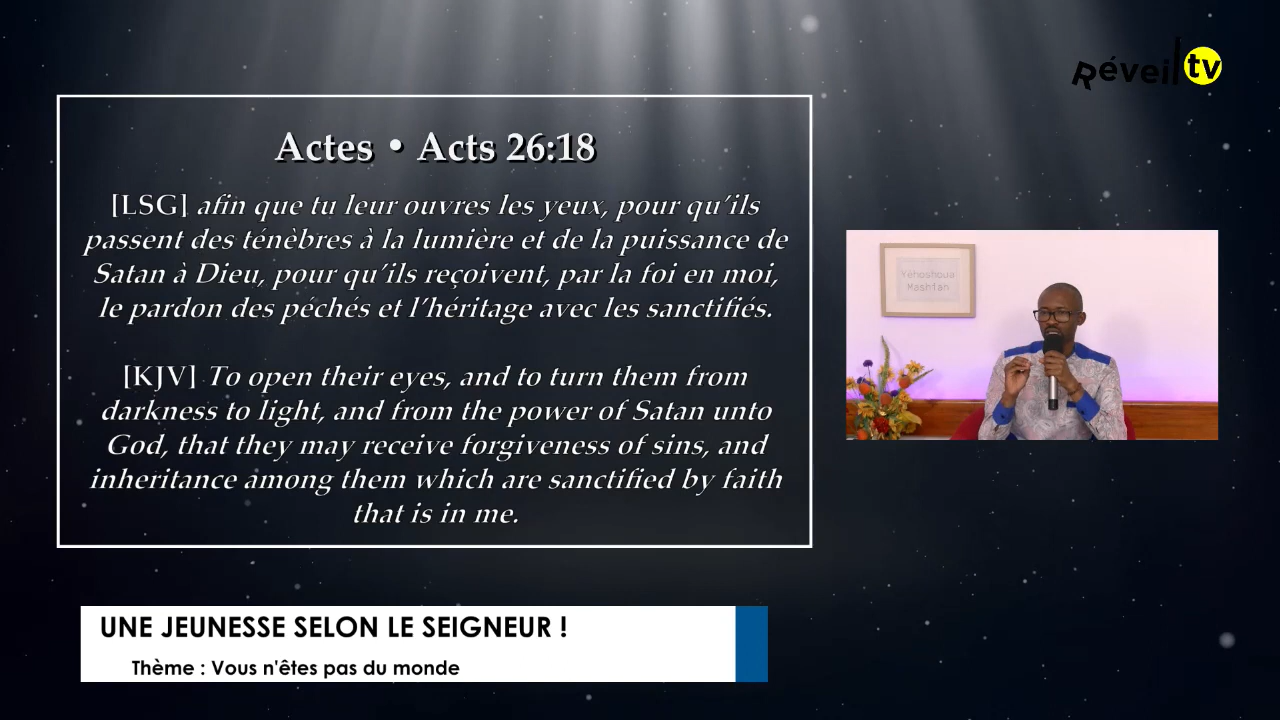 Réveil tv
Actes • Acts 26:18
[LSG] afin que tu leur ouvres les yeux, pour qu’ils
passent des ténèbres à la lumière et de la puissance de
Satan à Dieu, pour qu’ils reçoivent, par la foi en moi,
le pardon des péchés et l’héritage avec les sanctifiés.
[KJV] To open their eyes, and to turn them from
darkness to light, and from the power of Satan unto
God, that they may receive forgiveness of sins, and
inheritance among them which are sanctified by faith
that is in me.
Yéhoshoua
Mashiah
UNE JEUNESSE SELON LE SEIGNEUR !
Thème : Vous n'êtes pas du monde